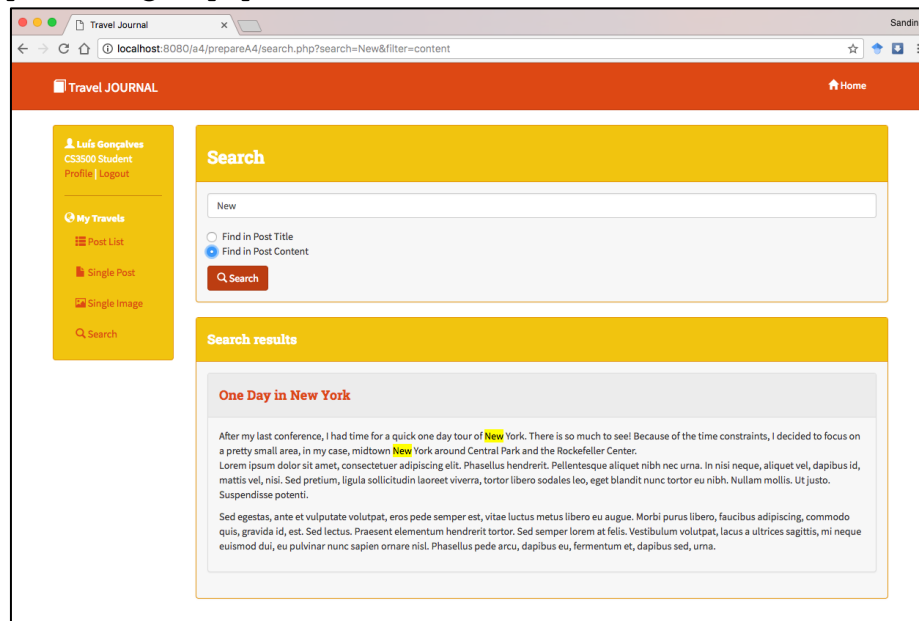 Travel Journal
Sandin
localhost:8080/a4/prepareA4/search.php?search=New&filter=content
Travel JOURNAL
Home
Luís Gonçalves
CS3500 Student
Profile | Logout
My Travels
Post List
Single Post
Single Image
Search
Search
New
Find in Post Title
Find in Post Content
Search
Search results
One Day in New York
After my last conference, I had time for a quick one day tour of New York. There is so much to see! Because of the time constraints, I decided to focus on
a pretty small area, in my case, midtown New York around Central Park and the Rockefeller Center.
Lorem ipsum dolor sit amet, consectetuer adipiscing elit. Phasellus hendrerit. Pellentesque aliquet nibh nec urna. In nisi neque, aliquet vel, dapibus id,
mattis vel, nisi. Sed pretium, ligula sollicitudin laoreet viverra, tortor libero sodales leo, eget blandit nunc tortor eu nibh. Nullam mollis. Ut justo.
Suspendisse potenti.
Sed egestas, ante et vulputate volutpat, eros pede semper est, vitae luctus metus libero eu augue. Morbi purus libero, faucibus adipiscing, commodo
quis, gravida id, est. Sed lectus. Praesent elementum hendrerit tortor. Sed semper lorem at felis. Vestibulum volutpat, lacus a ultrices sagittis, mi neque
euismod dui, eu pulvinar nunc sapien ornare nisl. Phasellus pede arcu, dapibus eu, fermentum et, dapibus sed, urna.